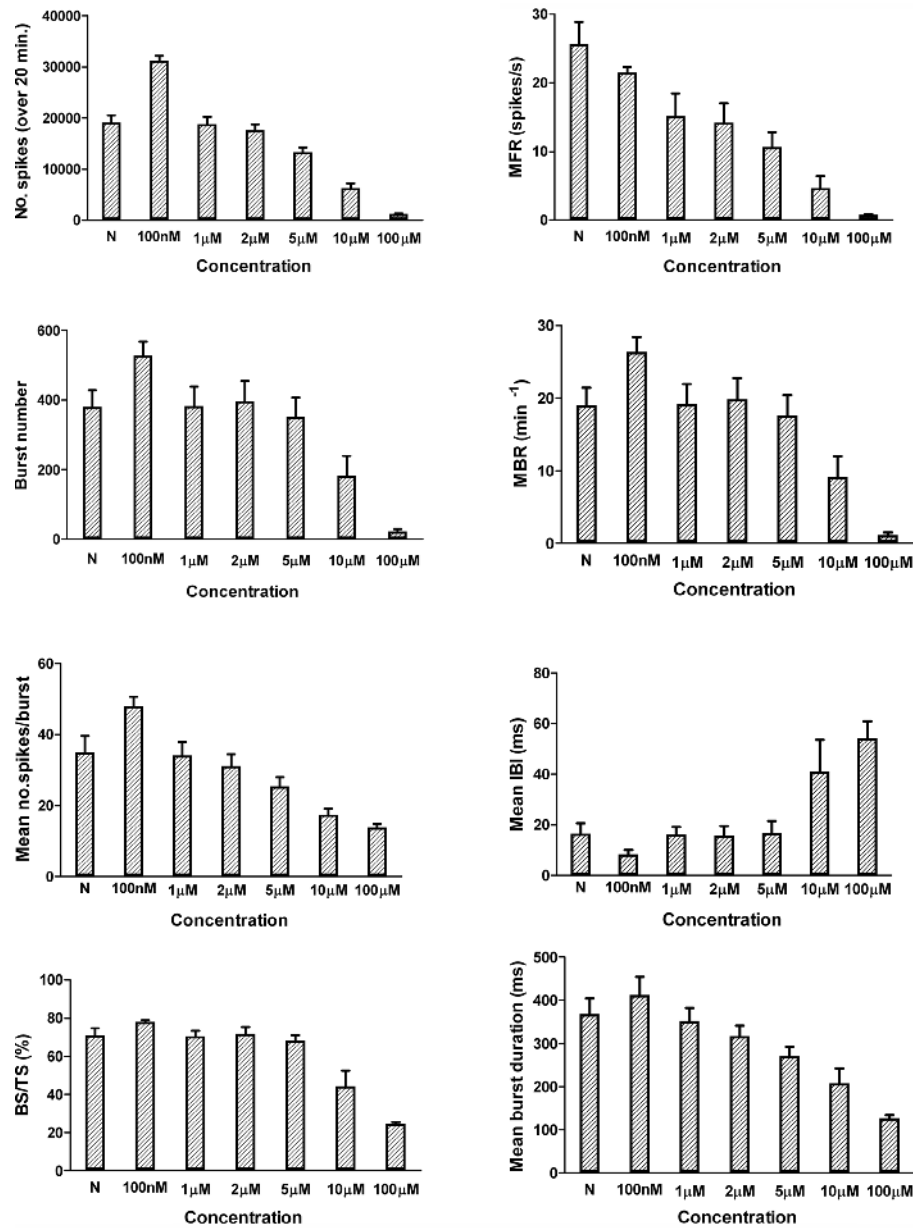 No. spikes (over 20 min.)
40000
30000
20000
10000
0
N 100nM 1μM 2μM 5μM 10μM 100μM
Concentration
MFR (spikes/s)
30
20
10
0
N 100nM 1μM 2μM 5μM 10μM 100μM
Concentration
Burst number
600
400
200
0
N 100nM 1μM 2μM 5μM 10μM 100μM
Concentration
MBR (min ⁻¹)
30
20
10
0
N 100nM 1μM 2μM 5μM 10μM 100μM
Concentration
Mean no.spikes/burst
60
40
20
0
N 100nM 1μM 2μM 5μM 10μM 100μM
Concentration
Mean IBI (ms)
80
60
40
20
0
N 100nM 1μM 2μM 5μM 10μM 100μM
Concentration
BS/TS (%)
100
80
60
40
20
0
N 100nM 1μM 2μM 5μM 10μM 100μM
Concentration
Mean burst duration (ms)
500
400
300
200
100
0
N 100nM 1μM 2μM 5μM 10μM 100μM
Concentration